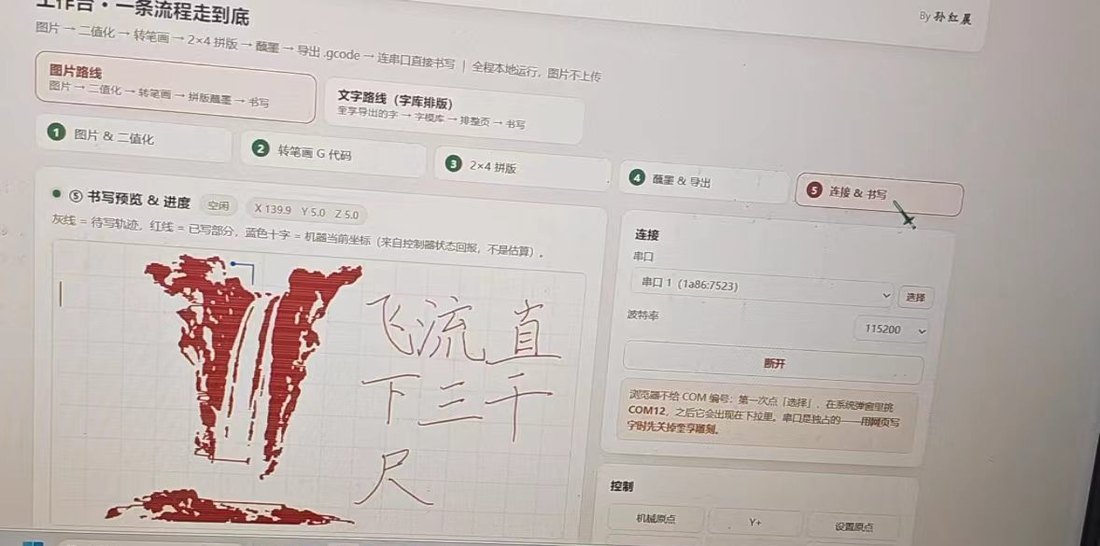 工作台·一条流程走到底
By 孙红晨
图片 → 二值化 → 转笔画 → 2×4 拼版 → 蘸墨 → 导出 .gcode → 连串口直接书写 | 全程本地运行，图片不上传
图片路线
图片 → 二值化 → 转笔画 → 拼版蘸墨 → 书写
文字路线（字库排版）
奎享导出的字 → 字模库 → 排整页 → 书写
1 图片 & 二值化
2 转笔画 G 代码
3 2×4 拼版
4 蘸墨 & 导出
5 连接 & 书写
⑤ 书写预览 & 进度
空闲
X 139.9 Y 5.0 Z 5.0
灰线 = 待写轨迹，红线 = 已写部分，蓝色十字 = 机器当前坐标（来自控制器状态回报，不是估算）。
飞流直
下三千
尺
连接
串口
串口 1（1a86:7523）
选择
波特率
115200
断开
浏览器不给 COM 编号：第一次点「选择」，在系统弹窗里挑
COM12，之后它会出现在下拉里。串口是独占的——用网页写
字时先关掉奎享雕刻。
控制
机械原点
Y+
设置原点